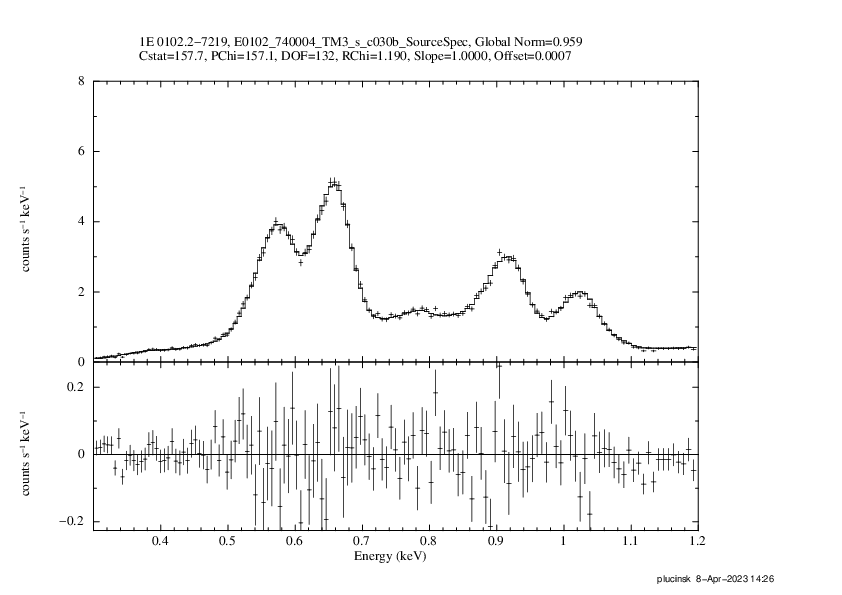 1E 0102.2−7219, E0102_740004_TM3_s_c030b_SourceSpec, Global Norm=0.959
Cstat=157.7, PChi=157.1, DOF=132, RChi=1.190, Slope=1.0000, Offset=0.0007
8
6
4
2
0
counts s⁻¹ keV⁻¹
0.2
0
−0.2
counts s⁻¹ keV⁻¹
0.4 0.5 0.6 0.7 0.8 0.9 1 1.1 1.2
Energy (keV)
plucinsk 8−Apr−2023 14:26